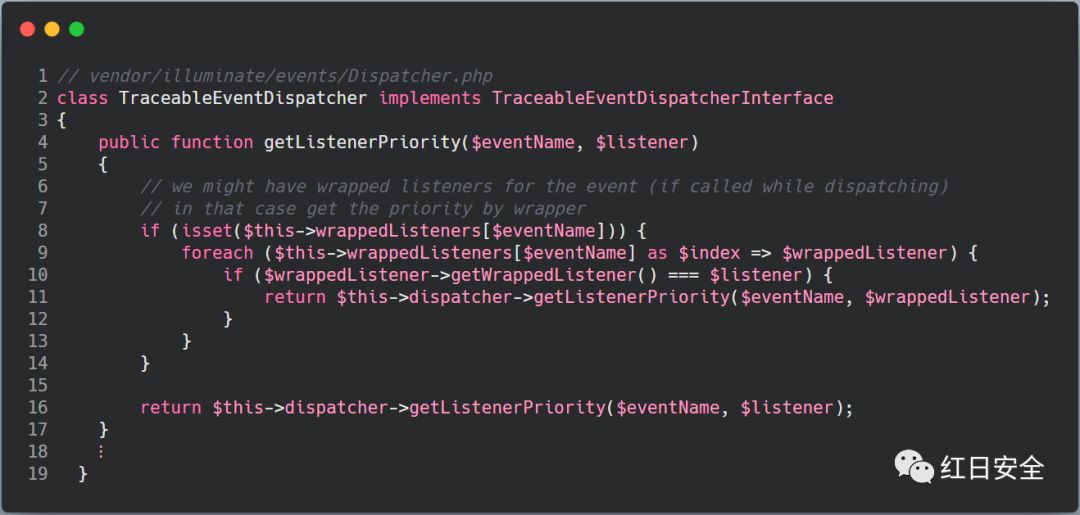 1 // vendor/illuminate/events/Dispatcher.php
2 class TraceableEventDispatcher implements TraceableEventDispatcherInterface
3 {
4     public function getListenerPriority($eventName, $listener)
5     {
6         // we might have wrapped listeners for the event (if called while dispatching)
7         // in that case get the priority by wrapper
8         if (isset($this->wrappedListeners[$eventName])) {
9             foreach ($this->wrappedListeners[$eventName] as $index => $wrappedListener) {
10                 if ($wrappedListener->getWrappedListener() === $listener) {
11                     return $this->dispatcher->getListenerPriority($eventName, $wrappedListener);
12                 }
13             }
14         }
15
16         return $this->dispatcher->getListenerPriority($eventName, $listener);
17     }
18     ⋮
19   }
红日安全